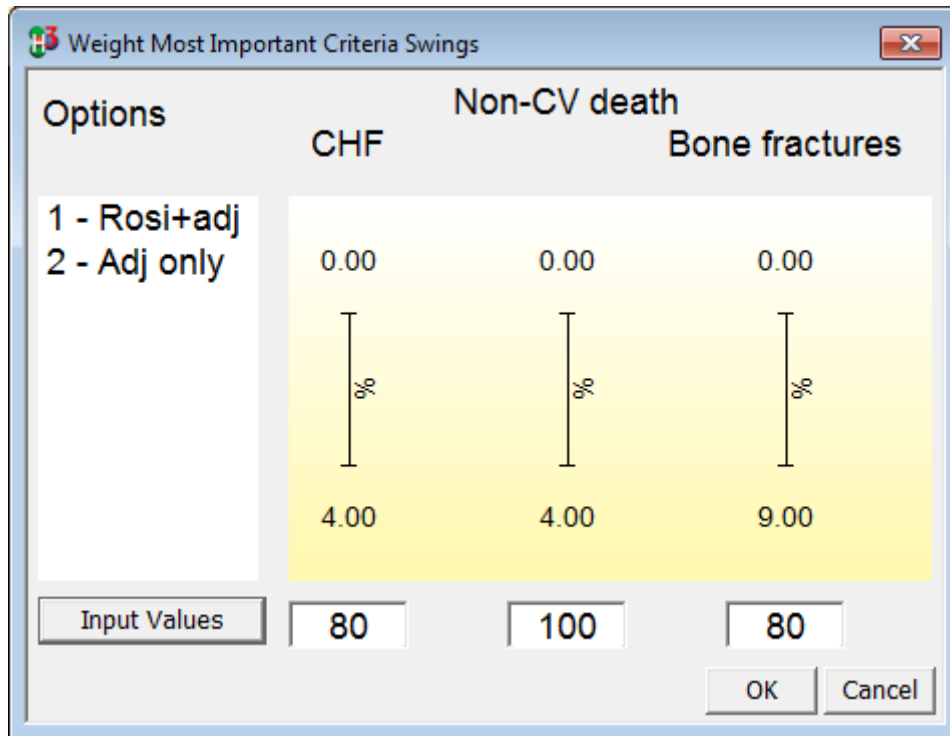 Weight Most Important Criteria Swings
Options
Non-CV death
CHF
Bone fractures
1 - Rosi+adj
2 - Adj only
0.00 0.00 0.00
% % %
4.00 4.00 9.00
Input Values 80 100 80
OK Cancel